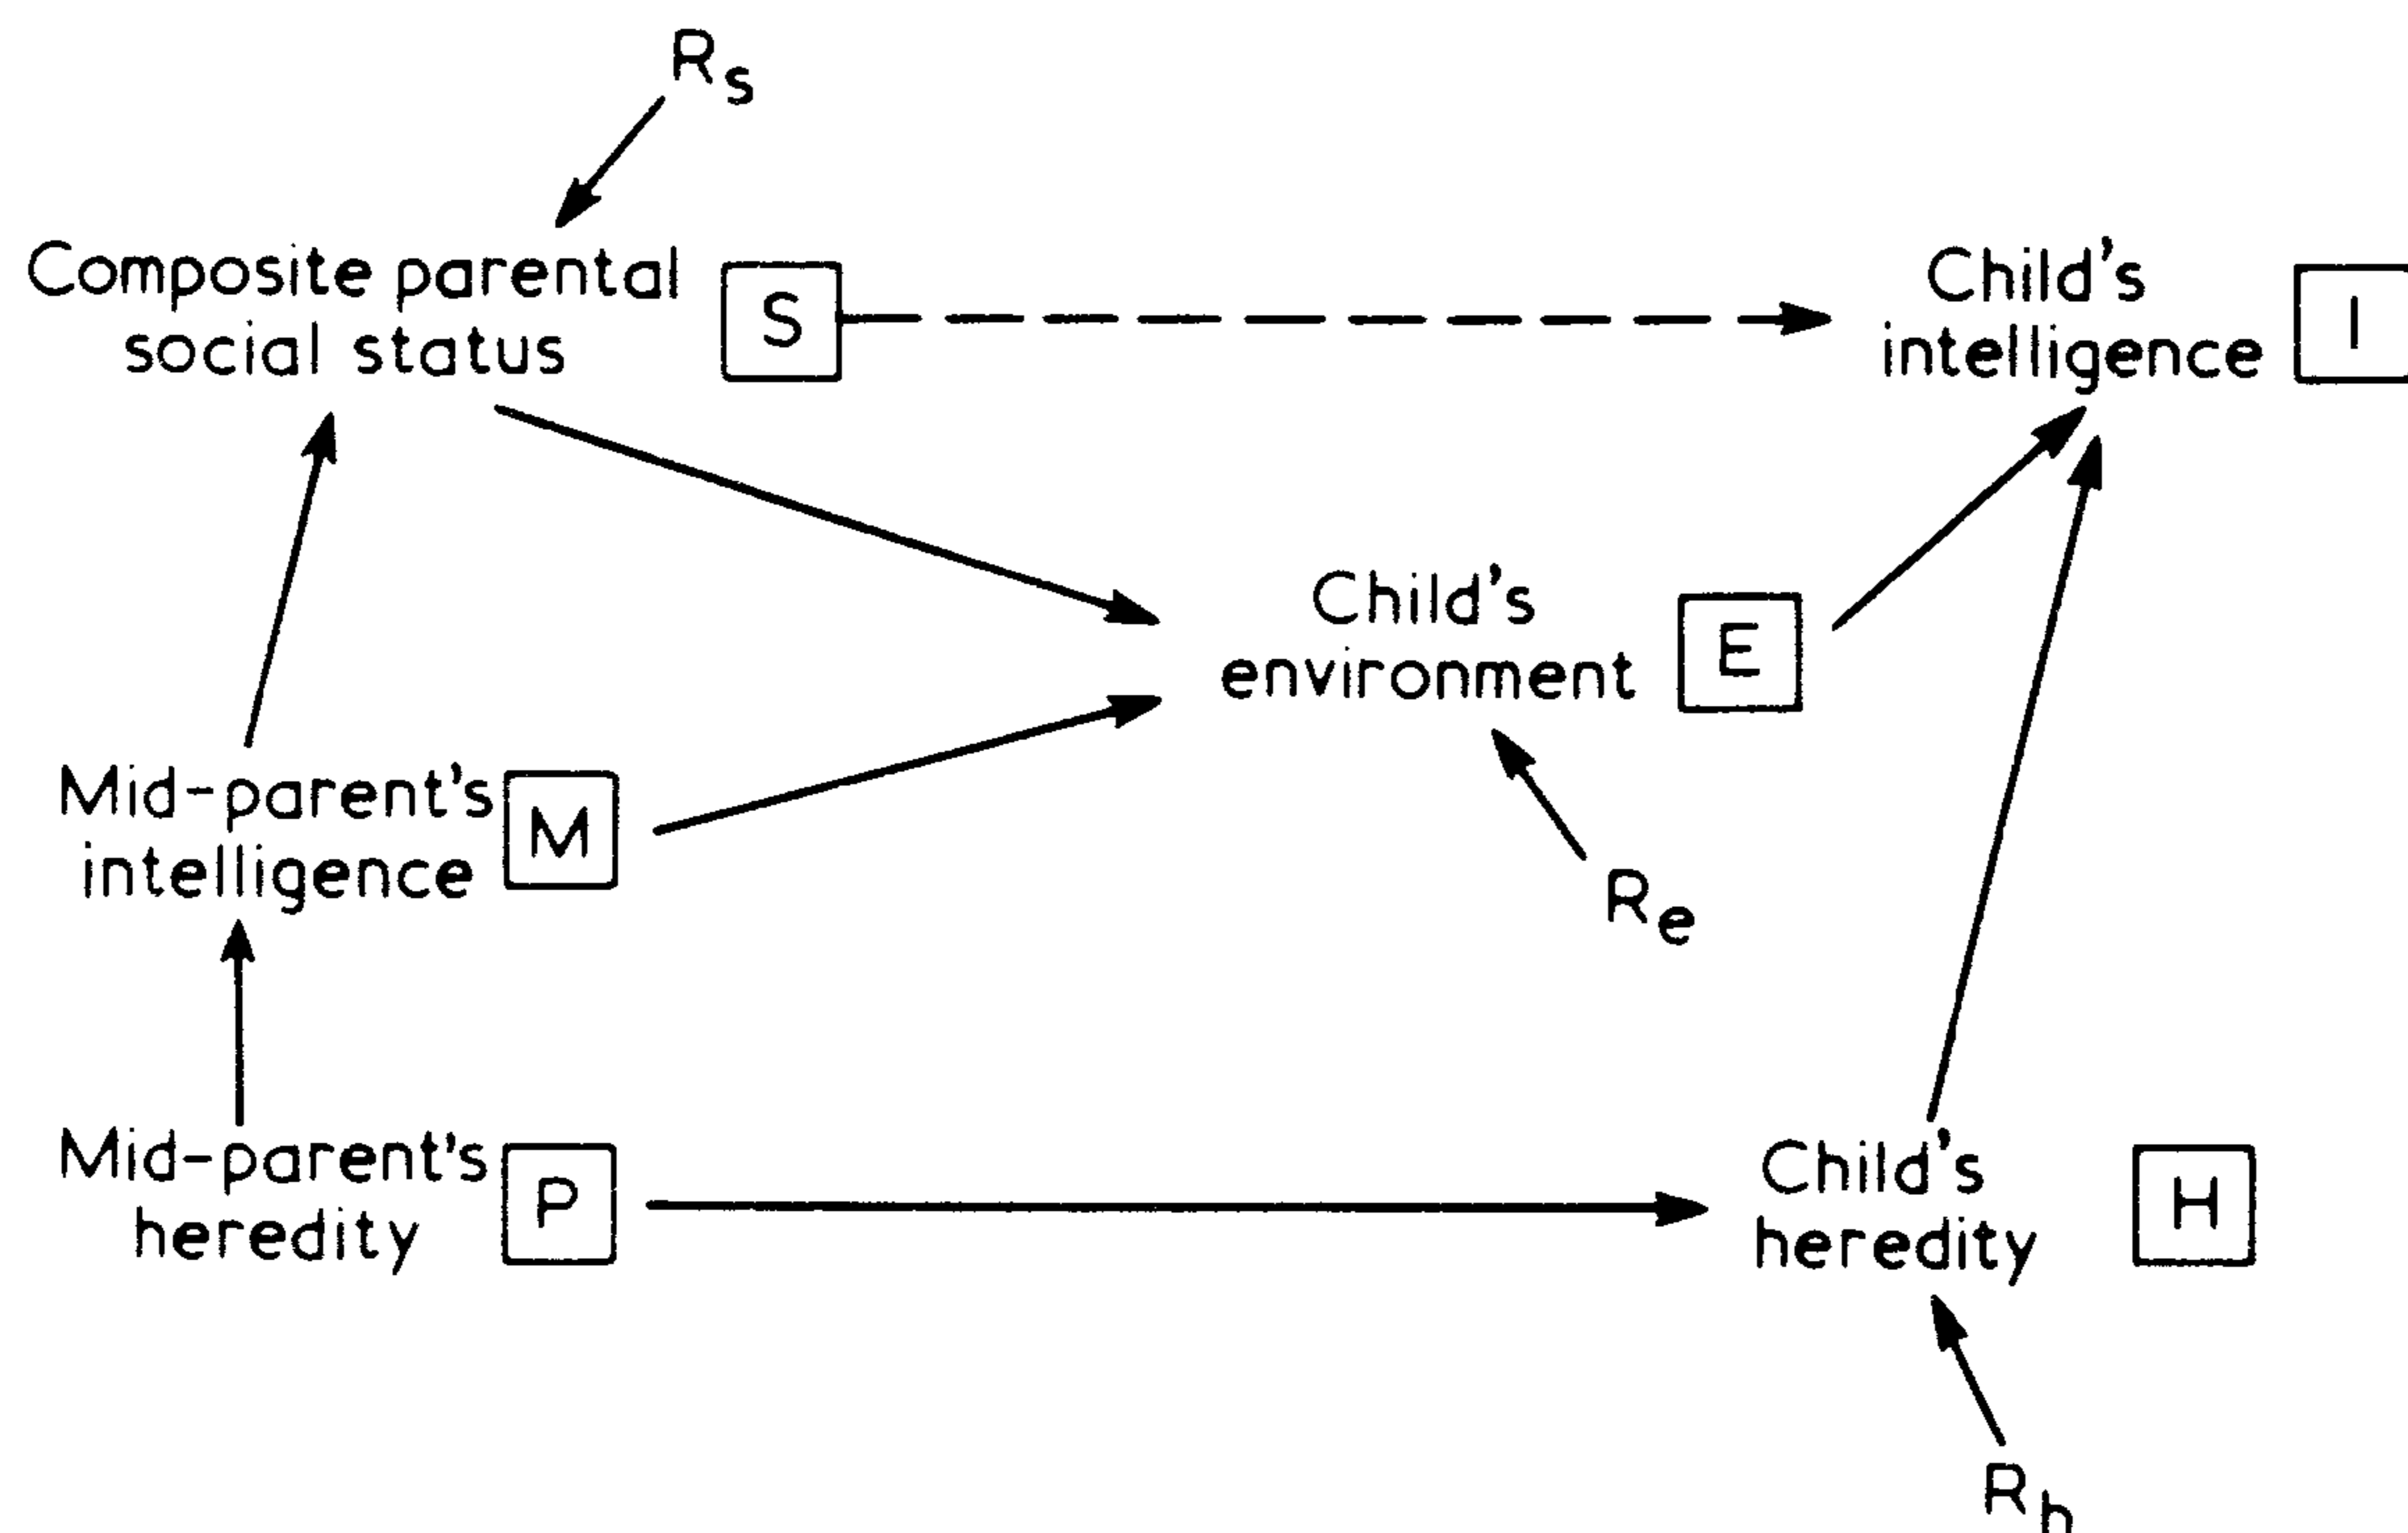 Rs
Composite parental
social status
S
Child's
intelligence
I
Child's
environment
E
Mid-parent's
intelligence
M
Re
Mid-parent's
heredity
P
Child's
heredity
H
Rh